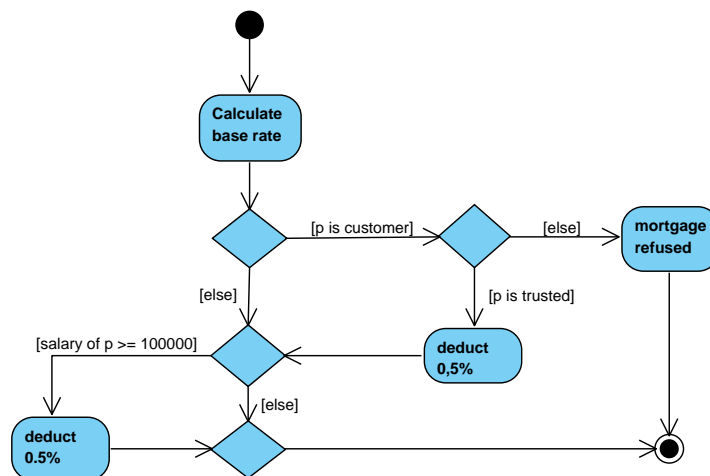 Calculate
base rate
[p is customer]
[else]
mortgage
refused
[else]
[p is trusted]
[salary of p >= 100000]
deduct
0,5%
[else]
deduct
0.5%